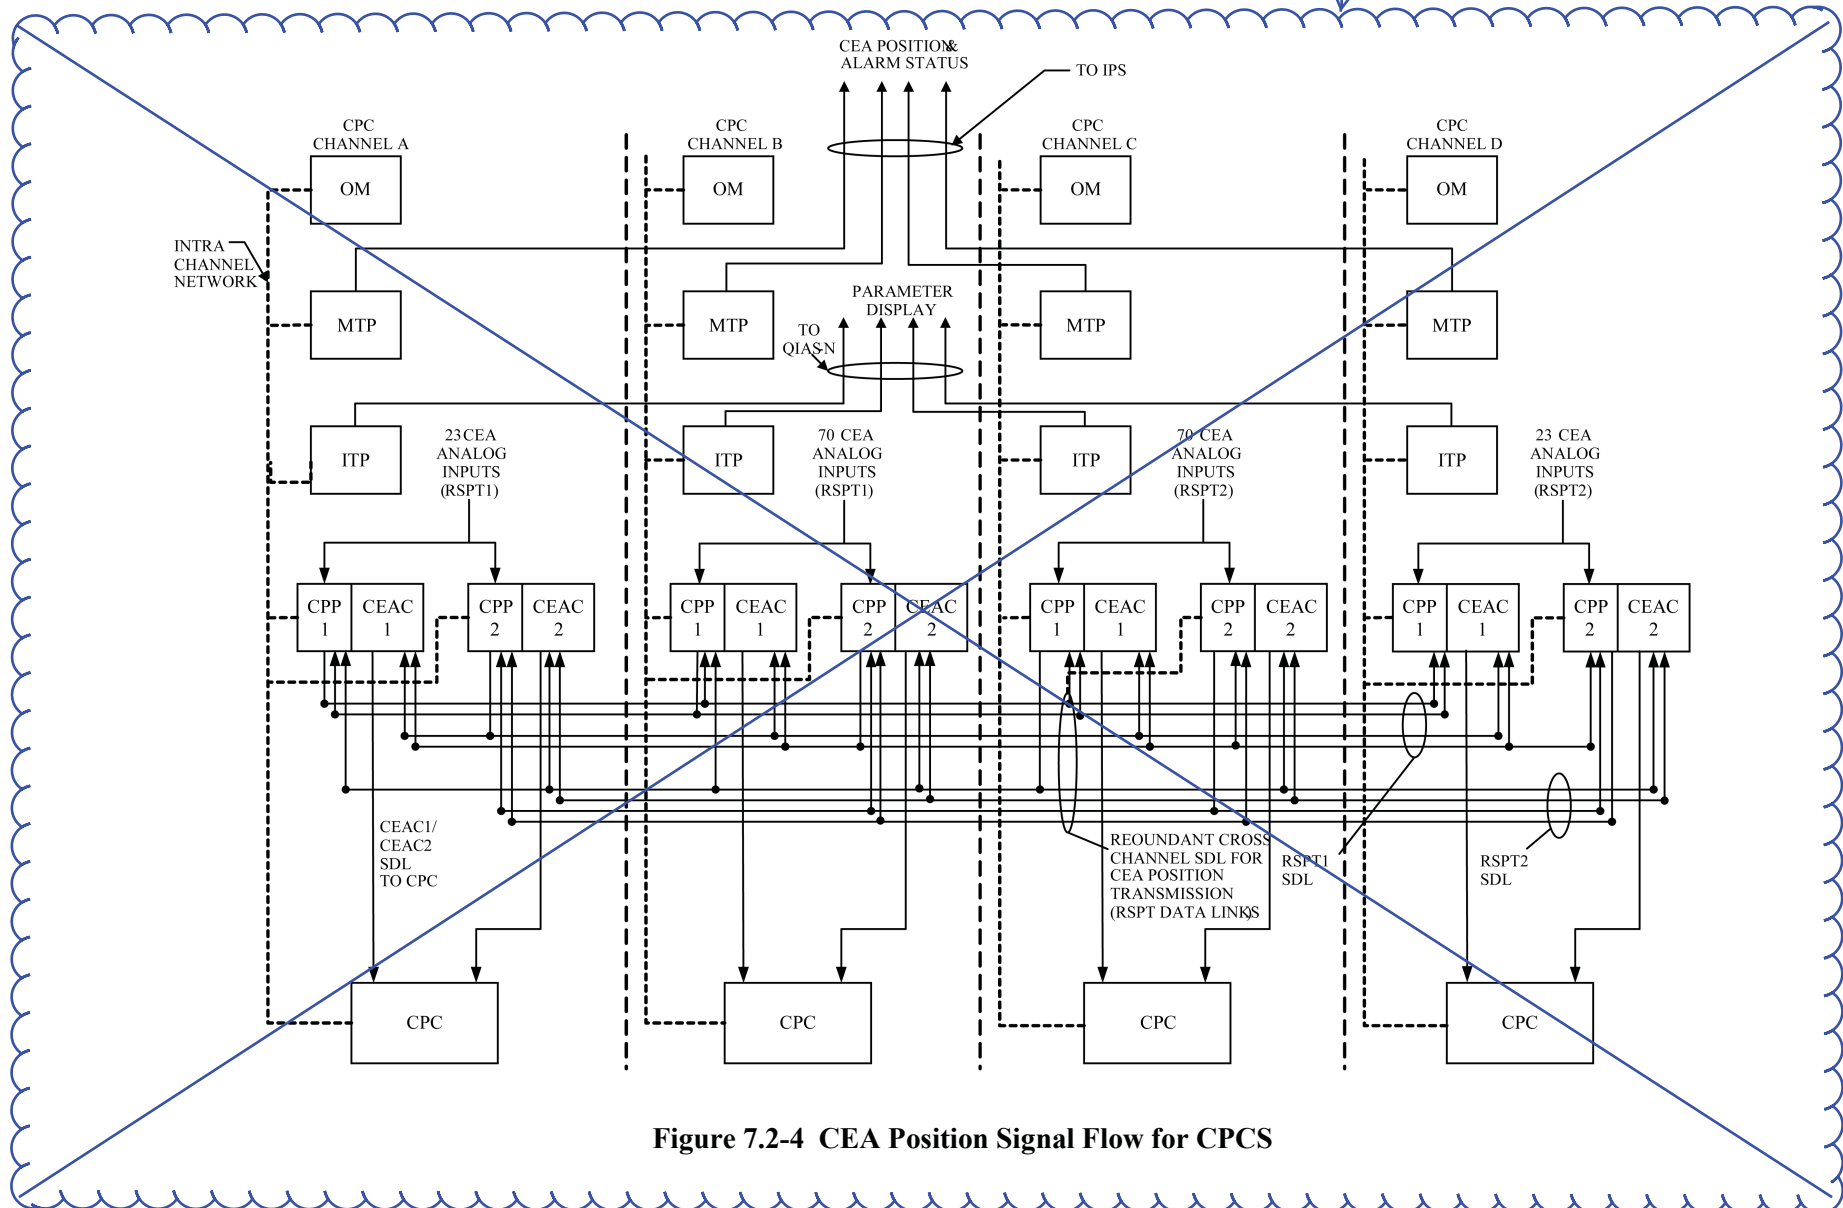 CEA POSITION&
ALARM STATUS
TO IPS
CPC
CHANNEL A
CPC
CHANNEL B
CPC
CHANNEL C
CPC
CHANNEL D
OM
OM
OM
OM
INTRA
CHANNEL
NETWORK
MTP
MTP
MTP
MTP
PARAMETER
DISPLAY
TO
QIAS-N
ITP
ITP
ITP
ITP
23CEA
ANALOG
INPUTS
(RSPT1)
70 CEA
ANALOG
INPUTS
(RSPT1)
70 CEA
ANALOG
INPUTS
(RSPT2)
23 CEA
ANALOG
INPUTS
(RSPT2)
CPP
1
CEAC
1
CPP
2
CEAC
2
CPP
1
CEAC
1
CPP
2
CEAC
2
CPP
1
CEAC
1
CPP
2
CEAC
2
CPP
1
CEAC
1
CPP
2
CEAC
2
CEAC1/
CEAC2
SDL
TO CPC
REOUNDANT CROSS
CHANNEL SDL FOR
CEA POSITION
TRANSMISSION
(RSPT DATA LINKS)
RSPT1
SDL
RSPT2
SDL
CPC
CPC
CPC
CPC
Figure 7.2-4 CEA Position Signal Flow for CPCS